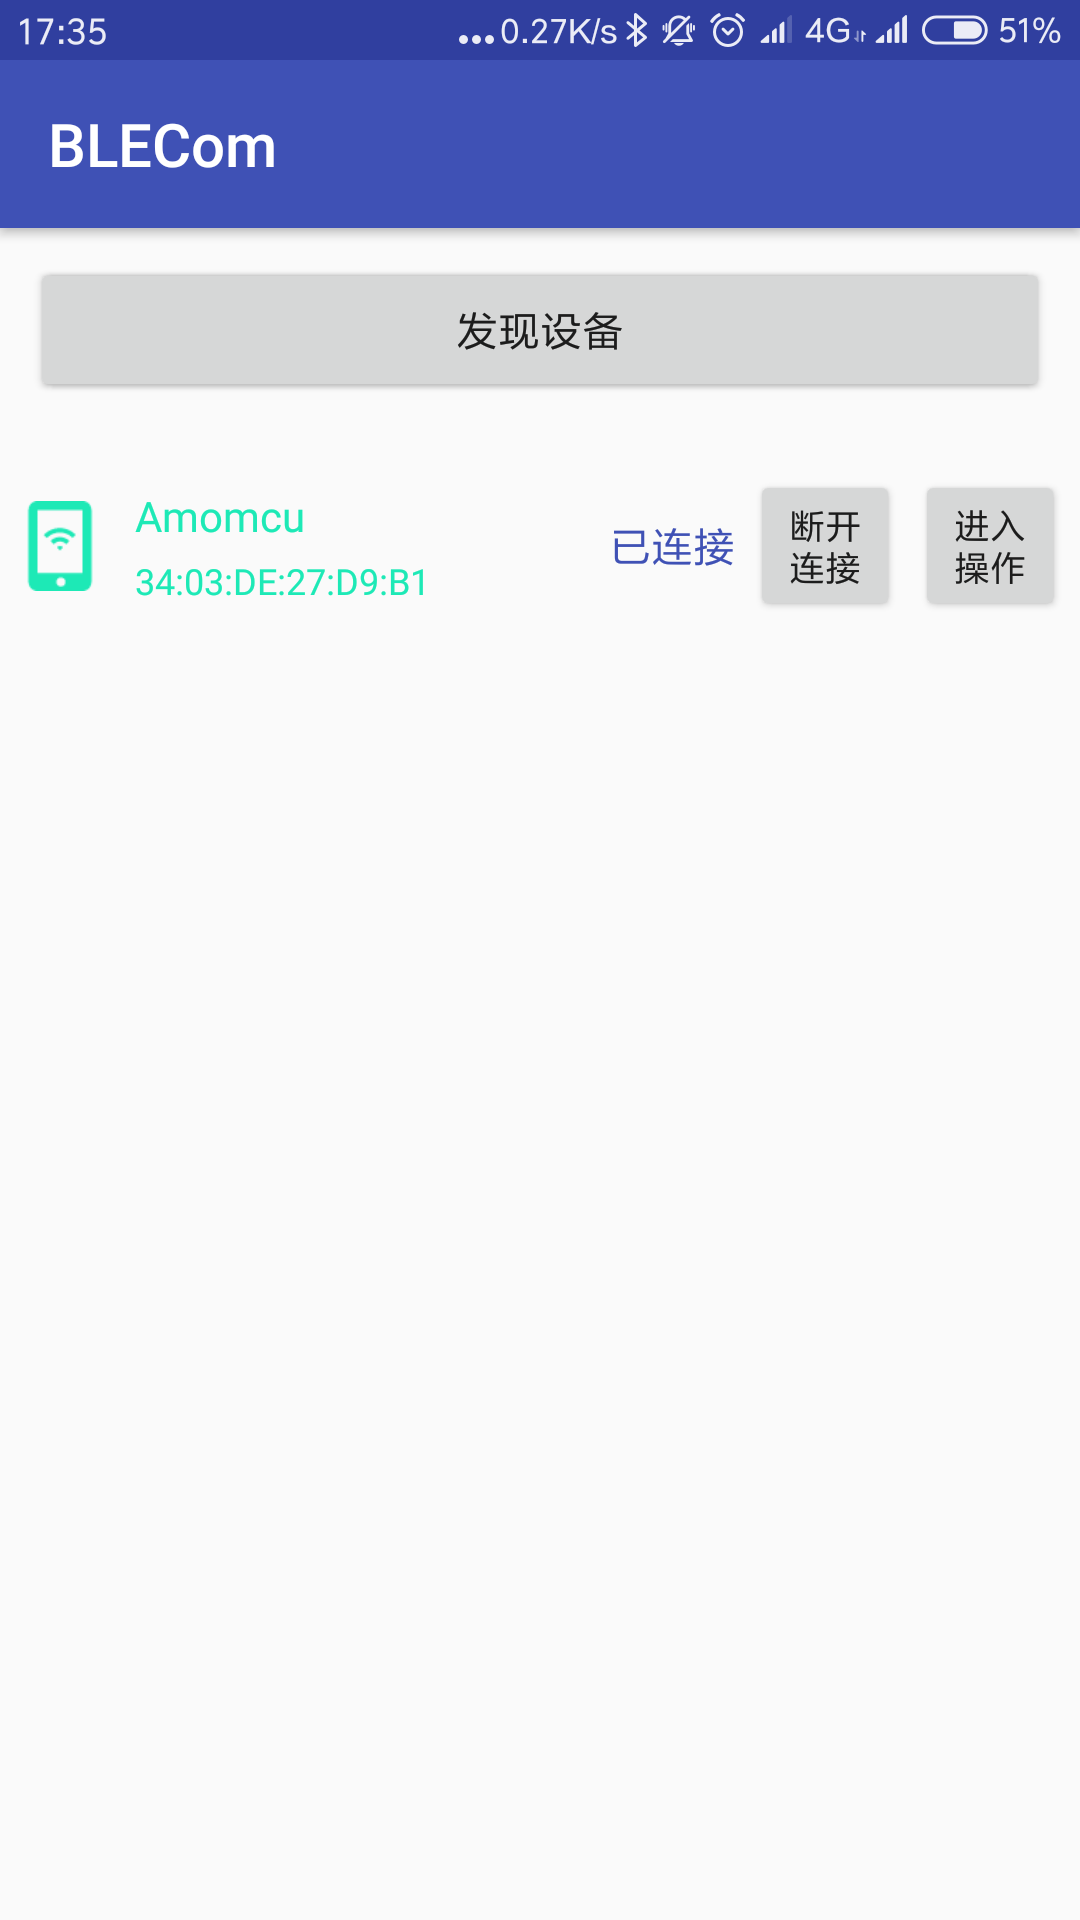 17:35 ...0.27K/s 4G 51%
BLECom
发现设备
Amomcu
34:03:DE:27:D9:B1
已连接
断开
连接
进入
操作